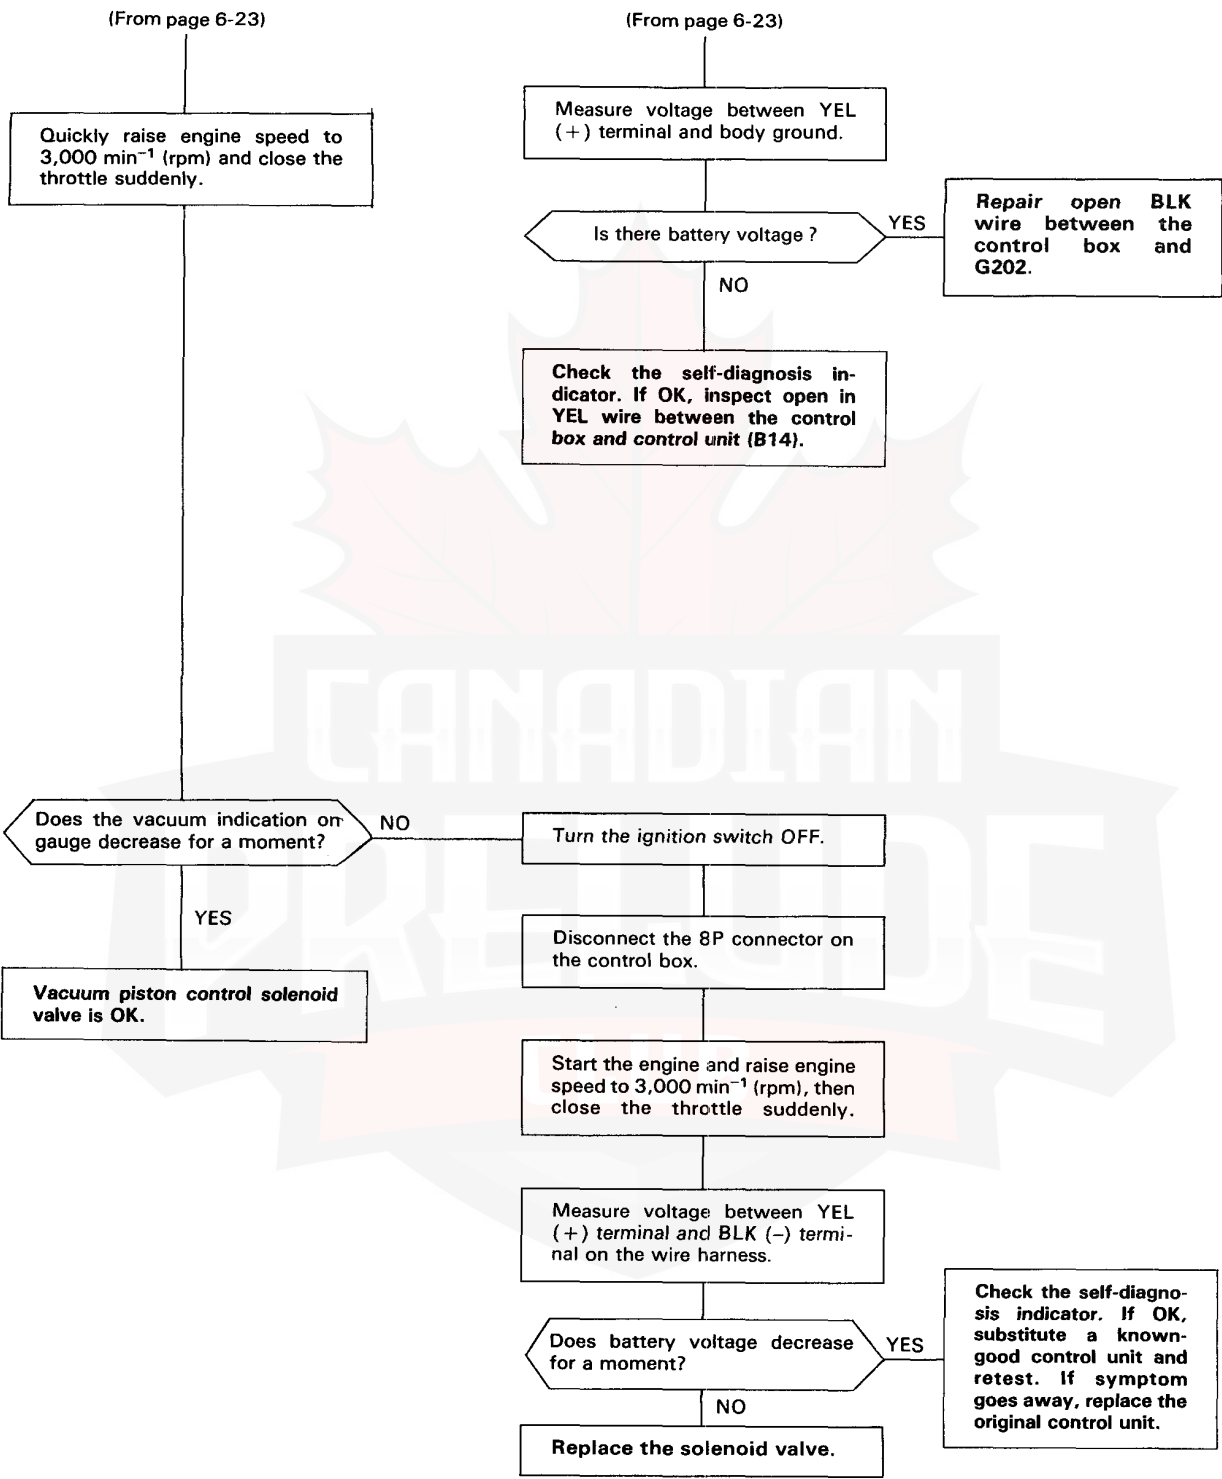 (From page 6-23)
Quickly raise engine speed to
3,000 min⁻¹ (rpm) and close the
throttle suddenly.
Does the vacuum indication on
gauge decrease for a moment?
NO
YES
Vacuum piston control solenoid
valve is OK.
(From page 6-23)
Measure voltage between YEL
(+) terminal and body ground.
Is there battery voltage ?
YES
Repair open BLK
wire between the
control box and
G202.
NO
Check the self-diagnosis in-
dicator. If OK, inspect open in
YEL wire between the control
box and control unit (B14).
Turn the ignition switch OFF.
Disconnect the 8P connector on
the control box.
Start the engine and raise engine
speed to 3,000 min⁻¹ (rpm), then
close the throttle suddenly.
Measure voltage between YEL
(+) terminal and BLK (–) termi-
nal on the wire harness.
Does battery voltage decrease
for a moment?
YES
Check the self-diagno-
sis indicator. If OK,
substitute a known-
good control unit and
retest. If symptom
goes away, replace the
original control unit.
NO
Replace the solenoid valve.
CANADIAN
PRELUDE
CLUB